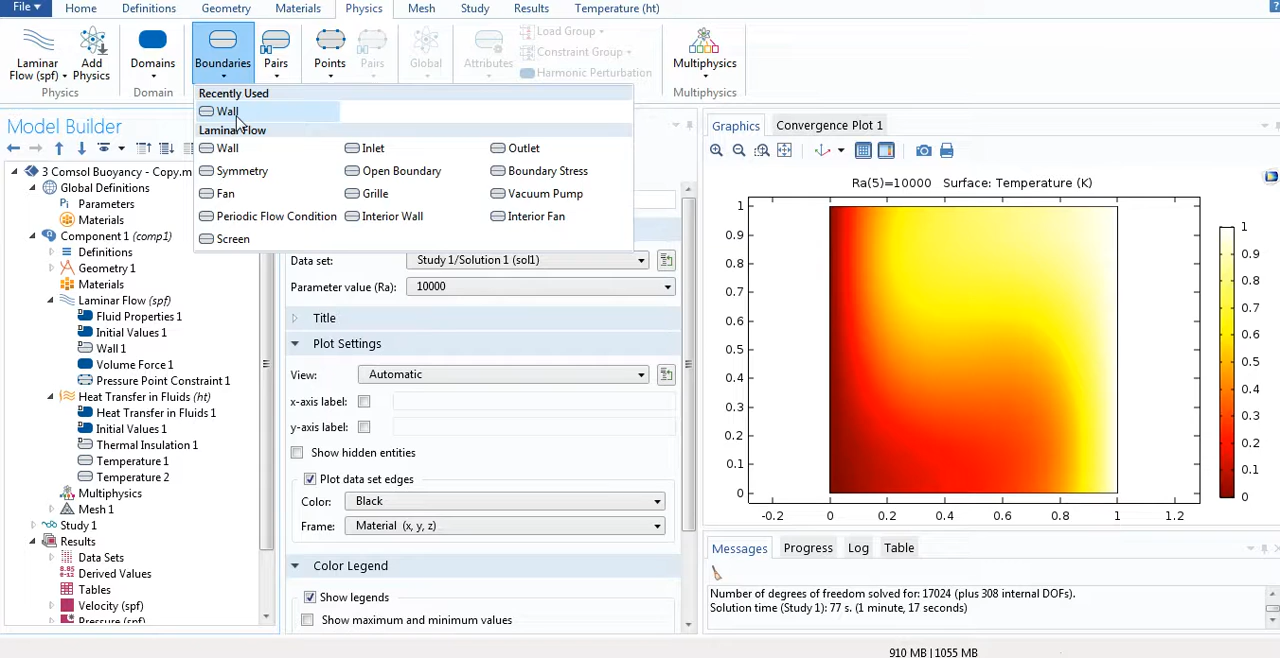 File Home Definitions Geometry Materials Physics Mesh Study Results Temperature (ht)
Laminar Flow (spf) Add Physics Domains Boundaries Pairs Points Pairs Global Attributes Load Group Multiphysics
Constraint Group
Harmonic Perturbation
Physics Domain Multiphysics
Recently Used
Wall
Laminar Flow
Wall Inlet Outlet
Symmetry Open Boundary Boundary Stress
Fan Grille Vacuum Pump
Periodic Flow Condition Interior Wall Interior Fan
Screen
Model Builder
3 Comsol Buoyancy - Copy.m
Global Definitions
Pi Parameters
Materials
Component 1 (comp1)
Definitions
Geometry 1
Materials
Laminar Flow (spf)
Fluid Properties 1
Initial Values 1
Wall 1
Volume Force 1
Pressure Point Constraint 1
Heat Transfer in Fluids (ht)
Heat Transfer in Fluids 1
Initial Values 1
Thermal Insulation 1
Temperature 1
Temperature 2
Multiphysics
Mesh 1
Study 1
Results
Data Sets
8.85 e-12 Derived Values
Tables
Velocity (spf)
Pressure (spf)
Data set: Study 1/Solution 1 (sol1)
Parameter value (Ra): 10000
Title
Plot Settings
View: Automatic
x-axis label:
y-axis label:
Show hidden entities
Plot data set edges
Color: Black
Frame: Material (x, y, z)
Color Legend
Show legends
Show maximum and minimum values
Graphics Convergence Plot 1
Ra(5)=10000 Surface: Temperature (K)
1
0.9
0.8
0.7
0.6
0.5
0.4
0.3
0.2
0.1
0
-0.2 0 0.2 0.4 0.6 0.8 1 1.2
1
0.9
0.8
0.7
0.6
0.5
0.4
0.3
0.2
0.1
0
Messages Progress Log Table
Number of degrees of freedom solved for: 17024 (plus 308 internal DOFs).
Solution time (Study 1): 77 s. (1 minute, 17 seconds)
910 MB | 1055 MB